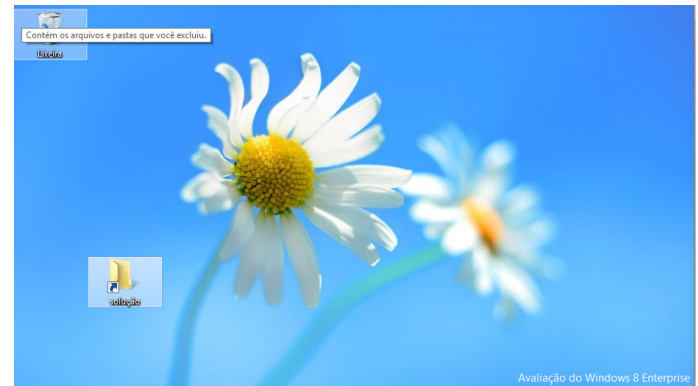 Contém os arquivos e pastas que você excluiu.
Lixeira
solução
Avaliação do Windows 8 Enterprise